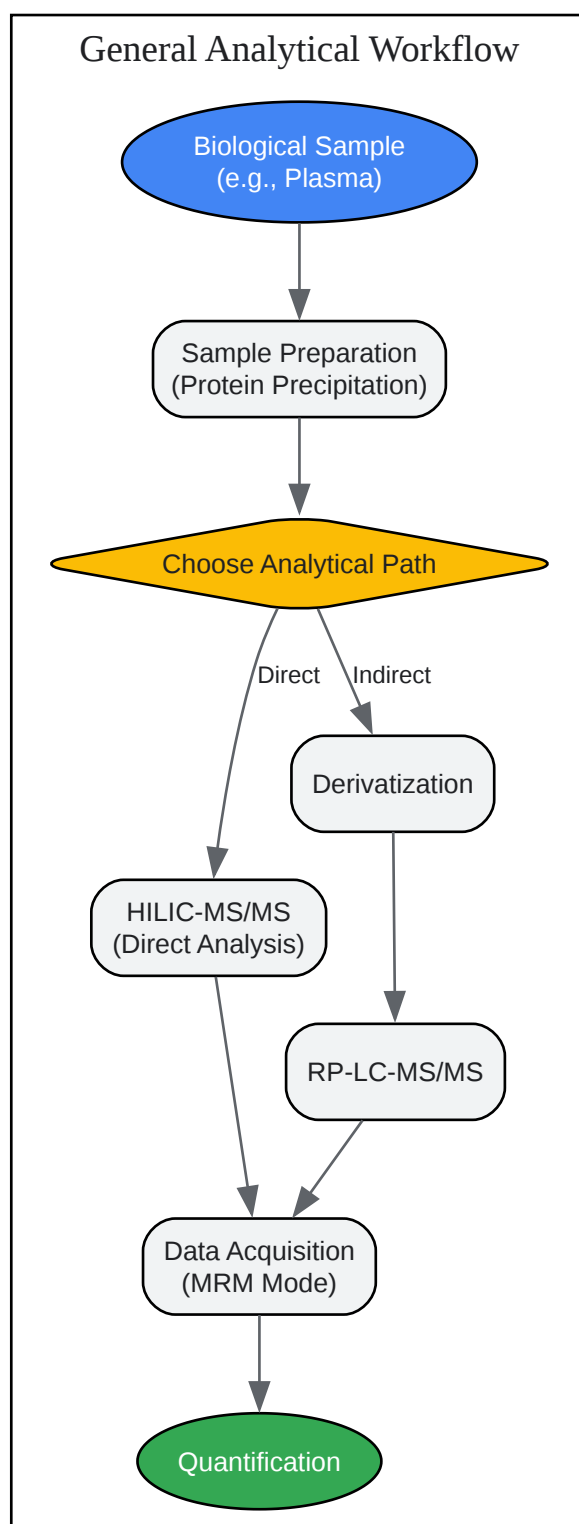 General Analytical Workflow
Biological Sample
(e.g., Plasma)
Sample Preparation
(Protein Precipitation)
Choose Analytical Path
Direct
Indirect
Derivatization
HILIC-MS/MS
(Direct Analysis)
RP-LC-MS/MS
Data Acquisition
(MRM Mode)
Quantification